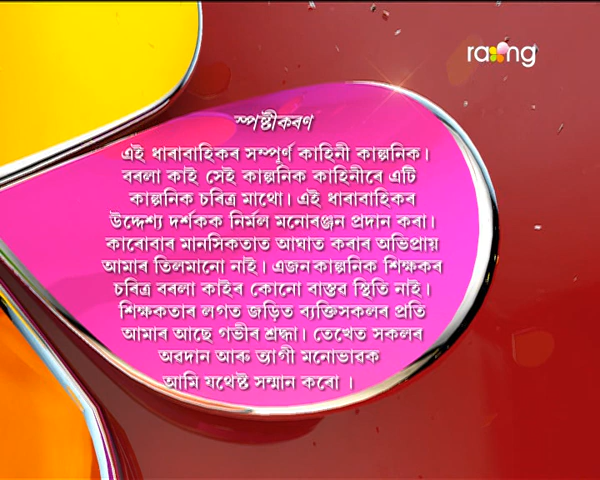 rang
স্পষ্টীকৰণ
এই ধাৰাবাহিকৰ সম্পূৰ্ণ কাহিনী কাল্পনিক।
বৰলা কাই সেই কাল্পনিক কাহিনীৰে এটি
কাল্পনিক চৰিত্ৰ মাথো। এই ধাৰাবাহিকৰ
উদ্দেশ্য দৰ্শকক নিৰ্মল মনোৰঞ্জন প্ৰদান কৰা।
কাৰোবাৰ মানসিকতাত আঘাত কৰাৰ অভিপ্ৰায়
আমাৰ তিলমানো নাই। এজন কাল্পনিক শিক্ষকৰ
চৰিত্ৰ বৰলা কাইৰ কোনো বাস্তৱ স্থিতি নাই।
শিক্ষকতাৰ লগত জড়িত ব্যক্তিসকলৰ প্ৰতি
আমাৰ আছে গভীৰ শ্ৰদ্ধা। তেখেত সকলৰ
অৱদান আৰু ত্যাগী মনোভাবক
আমি যথেষ্ট সন্মান কৰো ।